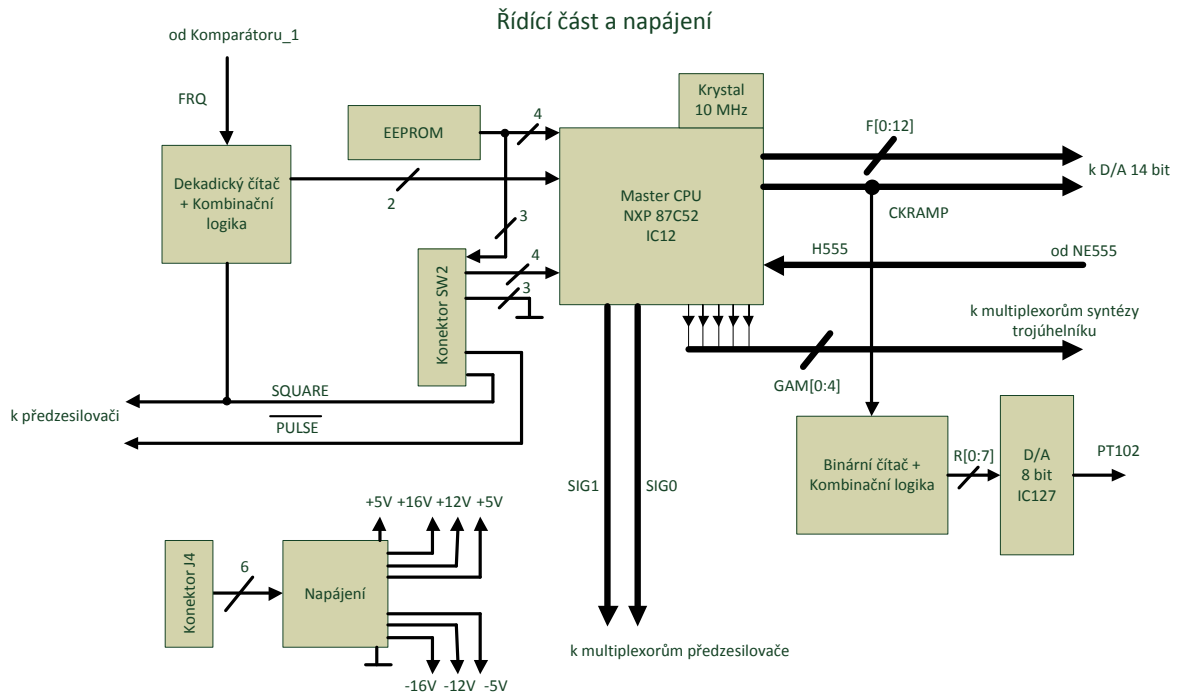 Řídící část a napájení
od Komparátoru_1
FRQ
EEPROM
4
Krystal
10 MHz
F[0:12]
k D/A 14 bit
Dekadický čítač
+ Kombinační
logika
2
Master CPU
NXP 87C52
IC12
CKRAMP
3
H555
od NE555
4
3
Konektor SW2
k multiplexorům syntézy
trojúhelníku
GAM[0:4]
SQUARE
k předzesilovači
PULSE
Binární čítač +
Kombinační logika
R[0:7]
D/A
8 bit
IC127
PT102
SIG1
SIG0
+5V +16V +12V +5V
Konektor J4
6
Napájení
k multiplexorům předzesilovače
-16V -12V -5V